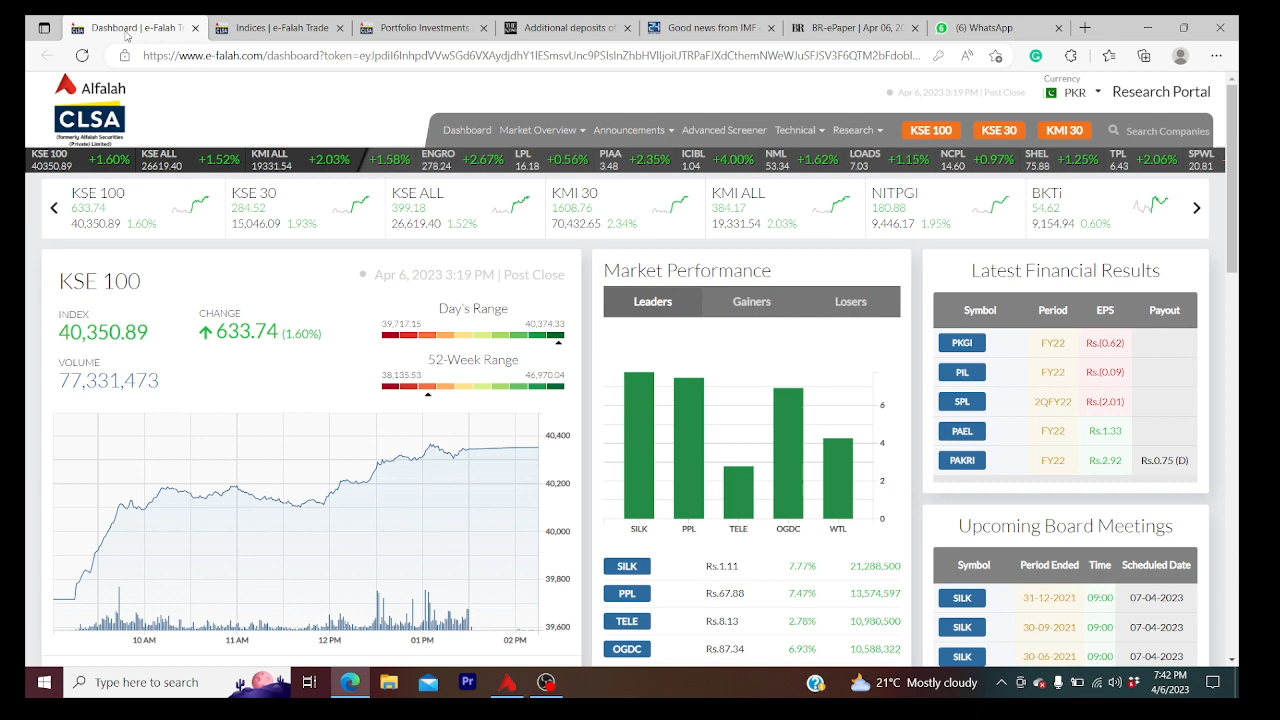 Dashboard | e-Falah Tr
Indices | e-Falah Trade
Portfolio Investments
Additional deposits of
Good news from IMF -
BR-ePaper | Apr 06, 20
(6) WhatsApp
https://www.e-falah.com/dashboard?token=
Alfalah
CLSA
(formerly Alfalah Securities
(Private) Limited)
Apr 6, 2023 3:19 PM | Post Close
Currency
PKR
Research Portal
Dashboard Market Overview Announcements Advanced Screener Technical Research KSE 100 KSE 30 KMI 30 Search Companies
KSE 100 40350.89 +1.60% KSE ALL 26619.40 +1.52% KMI ALL 19331.54 +2.03% +1.58% ENGRO 278.24 +2.67% LPL 16.18 +0.56% PIAA 3.48 +2.35% ICIBL 1.04 +4.00% NML 53.34 +1.62% LOADS 7.03 +1.15% NCPL 14.60 +0.97% SHEL 75.88 +1.25% TPL 6.43 +2.06% SPWL 20.81
KSE 100
633.74
40,350.89 1.60%
KSE 30
284.52
15,046.09 1.93%
KSE ALL
399.18
26,619.40 1.52%
KMI 30
1608.76
70,432.65 2.34%
KMI ALL
384.17
19,331.54 2.03%
NITPGI
180.88
9,446.17 1.95%
BKTi
54.62
9,154.94 0.60%
KSE 100
Apr 6, 2023 3:19 PM | Post Close
INDEX
40,350.89
CHANGE
633.74 (1.60%)
VOLUME
77,331,473
Day's Range
39,717.15 40,374.33
52-Week Range
38,135.53 46,970.04
40,400
40,200
40,000
39,800
39,600
10 AM 11 AM 12 PM 01 PM 02 PM
Market Performance
Leaders Gainers Losers
6
4
2
0
SILK PPL TELE OGDC WTL
SILK Rs.1.11 7.77% 21,288,500
PPL Rs.67.88 7.47% 13,574,597
TELE Rs.8.13 2.78% 10,980,500
OGDC Rs.87.34 6.93% 10,588,322
Latest Financial Results
Symbol Period EPS Payout
PKGI FY22 Rs.(0.62)
PIL FY22 Rs.(0.09)
SPL 2QFY22 Rs.(2.01)
PAEL FY22 Rs.1.33
PAKRI FY22 Rs.2.92 Rs.0.75 (D)
Upcoming Board Meetings
Symbol Period Ended Time Scheduled Date
SILK 31-12-2021 09:00 07-04-2023
SILK 30-09-2021 09:00 07-04-2023
SILK 30-06-2021 09:00 07-04-2023
Type here to search
Pr
21°C Mostly cloudy
7:42 PM
4/6/2023